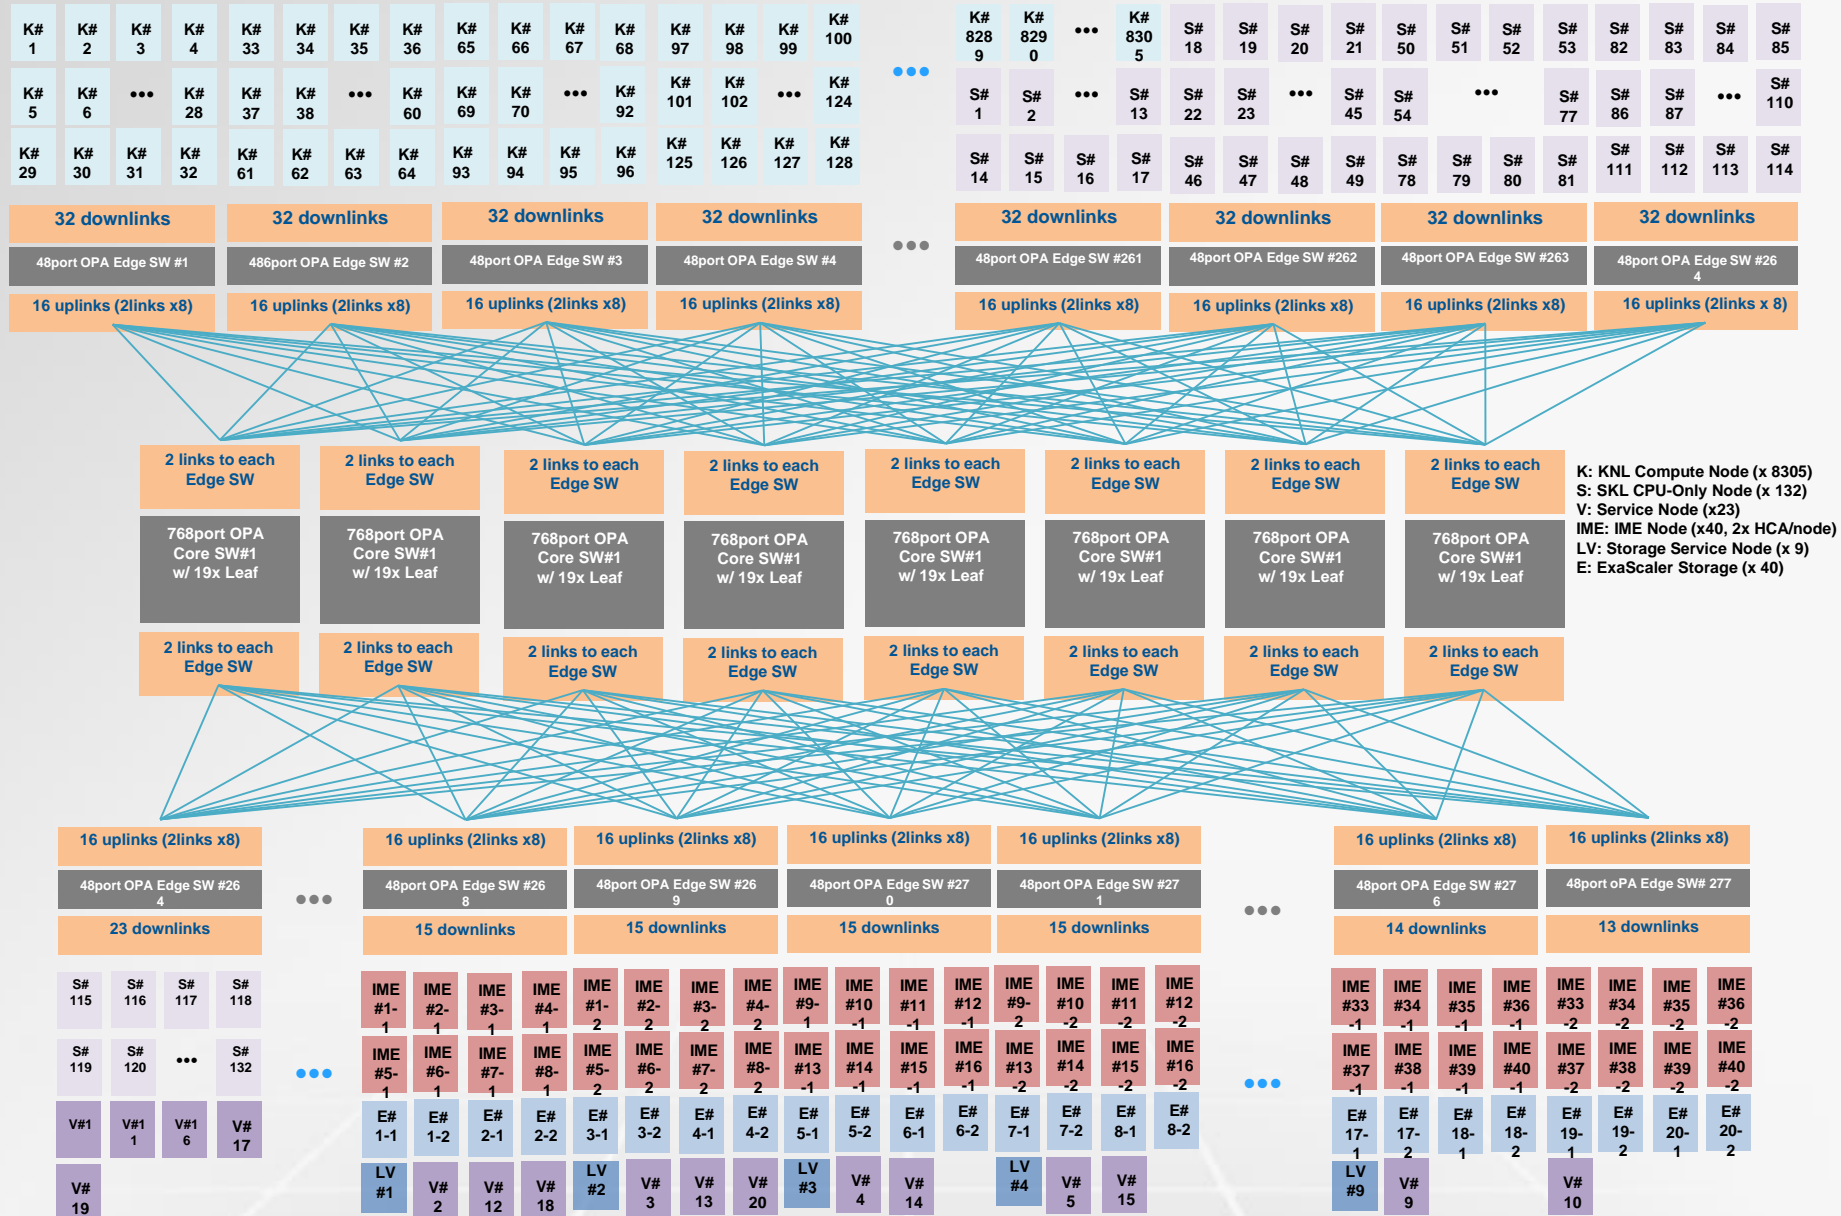 K# 1
K# 2
K# 3
K# 4
K# 33
K# 34
K# 35
K# 36
K# 65
K# 66
K# 67
K# 68
K# 97
K# 98
K# 99
K# 100
K# 828 9
K# 829 0
•••
K# 830 5
S# 18
S# 19
S# 20
S# 21
S# 50
S# 51
S# 52
S# 53
S# 82
S# 83
S# 84
S# 85
K# 5
K# 6
•••
K# 28
K# 37
K# 38
•••
K# 60
K# 69
K# 70
•••
K# 92
K# 101
K# 102
•••
K# 124
•••
S# 1
S# 2
•••
S# 13
S# 22
S# 23
•••
S# 45
S# 54
•••
S# 77
S# 86
S# 87
•••
S# 110
K# 29
K# 30
K# 31
K# 32
K# 61
K# 62
K# 63
K# 64
K# 93
K# 94
K# 95
K# 96
K# 125
K# 126
K# 127
K# 128
S# 14
S# 15
S# 16
S# 17
S# 46
S# 47
S# 48
S# 49
S# 78
S# 79
S# 80
S# 81
S# 111
S# 112
S# 113
S# 114
32 downlinks
32 downlinks
32 downlinks
32 downlinks
32 downlinks
32 downlinks
32 downlinks
32 downlinks
48port OPA Edge SW #1
486port OPA Edge SW #2
48port OPA Edge SW #3
48port OPA Edge SW #4
•••
48port OPA Edge SW #261
48port OPA Edge SW #262
48port OPA Edge SW #263
48port OPA Edge SW #26
4
16 uplinks (2links x8)
16 uplinks (2links x8)
16 uplinks (2links x8)
16 uplinks (2links x8)
16 uplinks (2links x8)
16 uplinks (2links x8)
16 uplinks (2links x8)
16 uplinks (2links x 8)
2 links to each
Edge SW
2 links to each
Edge SW
2 links to each
Edge SW
2 links to each
Edge SW
2 links to each
Edge SW
2 links to each
Edge SW
2 links to each
Edge SW
2 links to each
Edge SW
768port OPA
Core SW#1
w/ 19x Leaf
768port OPA
Core SW#1
w/ 19x Leaf
768port OPA
Core SW#1
w/ 19x Leaf
768port OPA
Core SW#1
w/ 19x Leaf
768port OPA
Core SW#1
w/ 19x Leaf
768port OPA
Core SW#1
w/ 19x Leaf
768port OPA
Core SW#1
w/ 19x Leaf
768port OPA
Core SW#1
w/ 19x Leaf
K: KNL Compute Node (x 8305)
S: SKL CPU-Only Node (x 132)
V: Service Node (x23)
IME: IME Node (x40, 2x HCA/node)
LV: Storage Service Node (x 9)
E: ExaScaler Storage (x 40)
2 links to each
Edge SW
2 links to each
Edge SW
2 links to each
Edge SW
2 links to each
Edge SW
2 links to each
Edge SW
2 links to each
Edge SW
2 links to each
Edge SW
2 links to each
Edge SW
16 uplinks (2links x8)
16 uplinks (2links x8)
16 uplinks (2links x8)
16 uplinks (2links x8)
16 uplinks (2links x8)
16 uplinks (2links x8)
16 uplinks (2links x8)
48port OPA Edge SW #26
4
•••
48port OPA Edge SW #26
8
48port OPA Edge SW #26
9
48port OPA Edge SW #27
0
48port OPA Edge SW #27
1
•••
48port OPA Edge SW #27
6
48port oPA Edge SW# 277
23 downlinks
15 downlinks
15 downlinks
15 downlinks
15 downlinks
14 downlinks
13 downlinks
S# 115
S# 116
S# 117
S# 118
IME #1-1
IME #2-1
IME #3-1
IME #4-1
IME #1-2
IME #2-2
IME #3-2
IME #4-2
IME #9-1
IME #10-1
IME #11-1
IME #12-1
IME #9-2
IME #10-2
IME #11-2
IME #12-2
IME #33-1
IME #34-1
IME #35-1
IME #36-1
IME #33-2
IME #34-2
IME #35-2
IME #36-2
S# 119
S# 120
•••
S# 132
•••
IME #5-1
IME #6-1
IME #7-1
IME #8-1
IME #5-2
IME #6-2
IME #7-2
IME #8-2
IME #13-1
IME #14-1
IME #15-1
IME #16-1
IME #13-2
IME #14-2
IME #15-2
IME #16-2
•••
IME #37-1
IME #38-1
IME #39-1
IME #40-1
IME #37-2
IME #38-2
IME #39-2
IME #40-2
V#1
V#1 1
V#1 6
V# 17
E# 1-1
E# 1-2
E# 2-1
E# 2-2
E# 3-1
E# 3-2
E# 4-1
E# 4-2
E# 5-1
E# 5-2
E# 6-1
E# 6-2
E# 7-1
E# 7-2
E# 8-1
E# 8-2
E# 17-1
E# 17-2
E# 18-1
E# 18-2
E# 19-1
E# 19-2
E# 20-1
E# 20-2
V# 19
LV #1
V# 2
V# 12
V# 18
LV #2
V# 3
V# 13
V# 20
LV #3
V# 4
V# 14
LV #4
V# 5
V# 15
LV #9
V# 9
V# 10